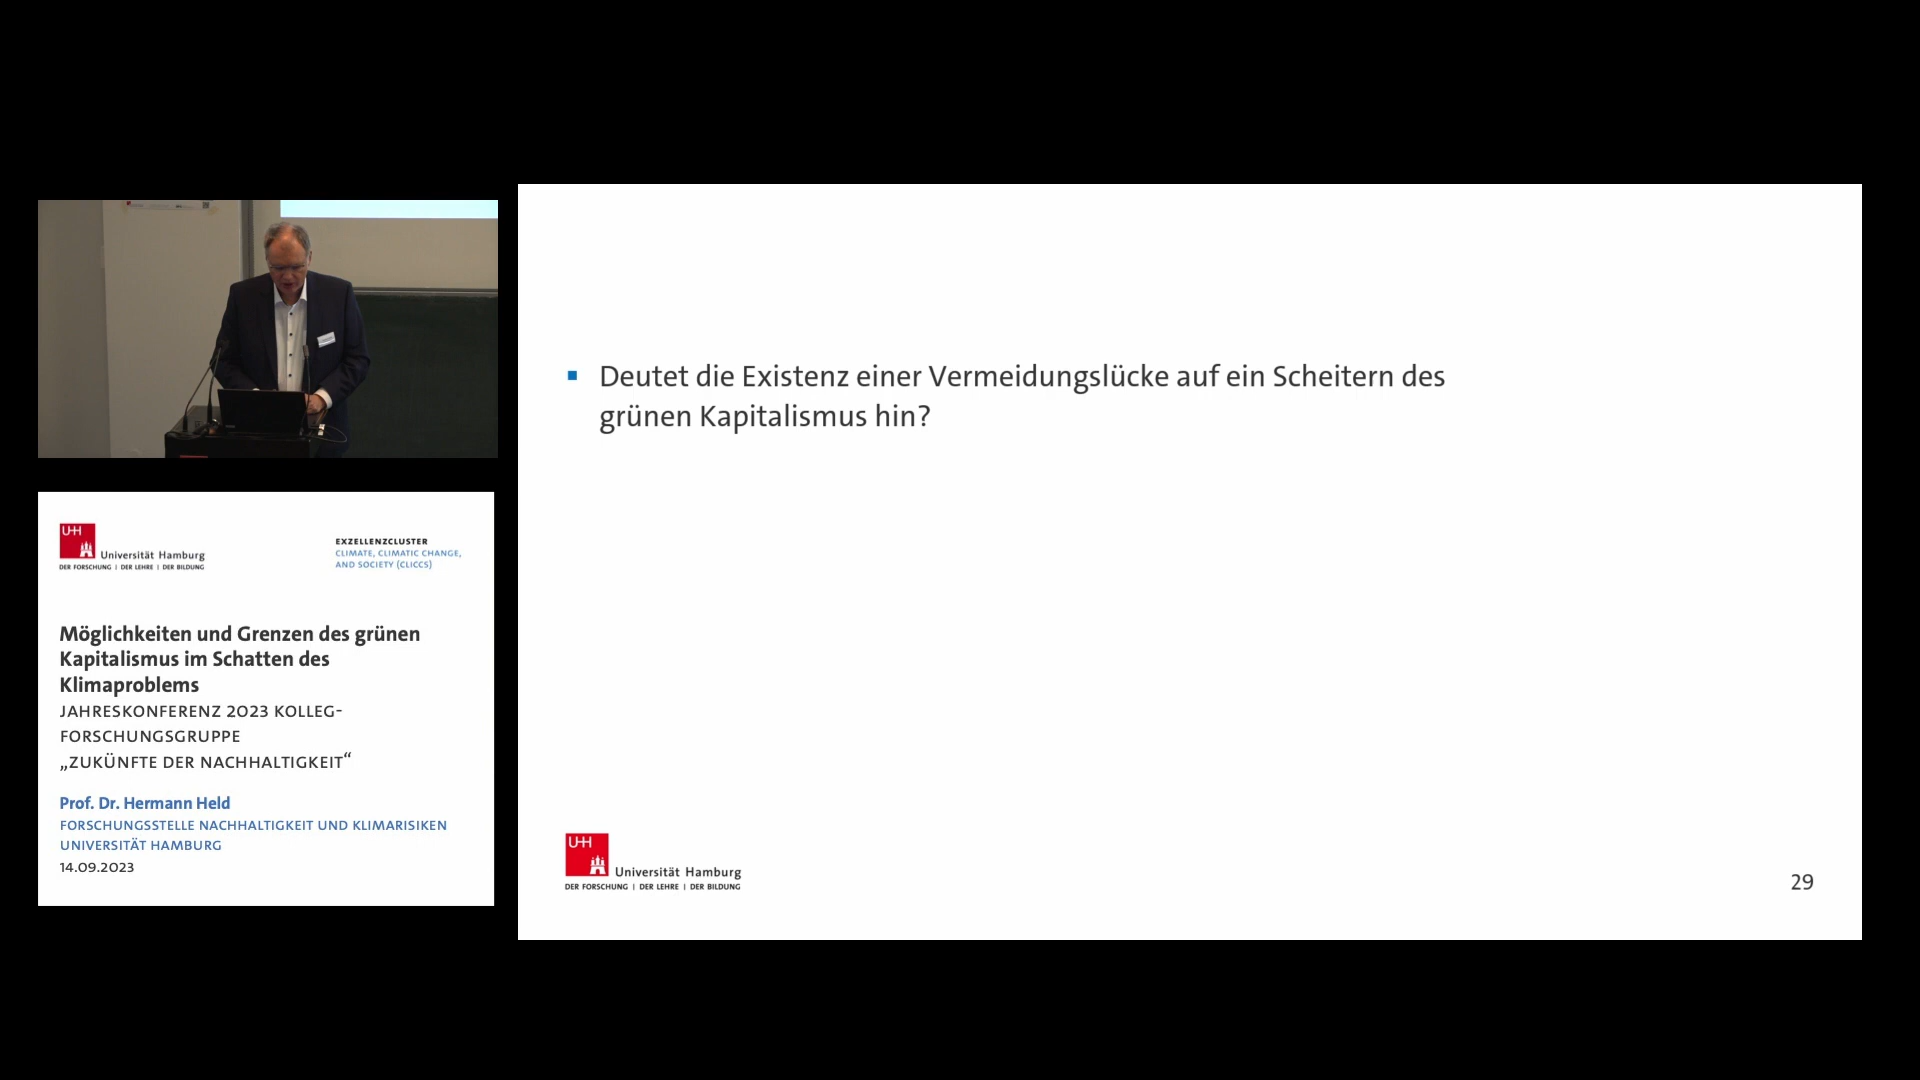 U-H
Universität Hamburg
DER FORSCHUNG | DER LEHRE | DER BILDUNG
EXZELLENZCLUSTER
CLIMATE, CLIMATIC CHANGE,
AND SOCIETY (CLICCS)
Möglichkeiten und Grenzen des grünen
Kapitalismus im Schatten des
Klimaproblems
JAHRESKONFERENZ 2023 KOLLEG-
FORSCHUNGSGRUPPE
„ZUKÜNFTE DER NACHHALTIGKEIT“
Prof. Dr. Hermann Held
FORSCHUNGSSTELLE NACHHALTIGKEIT UND KLIMARISIKEN
UNIVERSITÄT HAMBURG
14.09.2023
▪ Deutet die Existenz einer Vermeidungslücke auf ein Scheitern des
grünen Kapitalismus hin?
U-H
Universität Hamburg
DER FORSCHUNG | DER LEHRE | DER BILDUNG
29